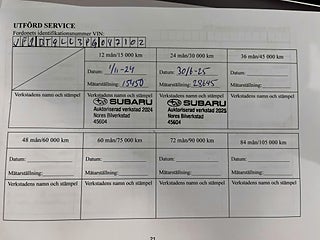 UTFÖRD SERVICE
Fordonets identifikationsnummer VIN:
12 mån/15 000 km
24 mån/30 000 km
36 mån/45 000 km
Datum: 1/11-24
Datum: 30/6-25
Datum:
Mätarställning: 15450
Mätarställning: 28645
Mätarställning:
Verkstadens namn och stämpel
Verkstadens namn och stämpel
Verkstadens namn och stämpel
Verkstadens namn och stämpel
SUBARU
Auktoriserad verkstad 2024
Nores Bilverkstad
45604
SUBARU
Auktoriserad verkstad 2025
Nores Bilverkstad
45604
48 mån/60 000 km
60 mån/75 000 km
72 mån/90 000 km
84 mån/105 000 km
Datum:
Datum:
Datum:
Datum:
Mätarställning:
Mätarställning:
Mätarställning:
Mätarställning:
Verkstadens namn och stämpel
Verkstadens namn och stämpel
Verkstadens namn och stämpel
Verkstadens namn och stämpel